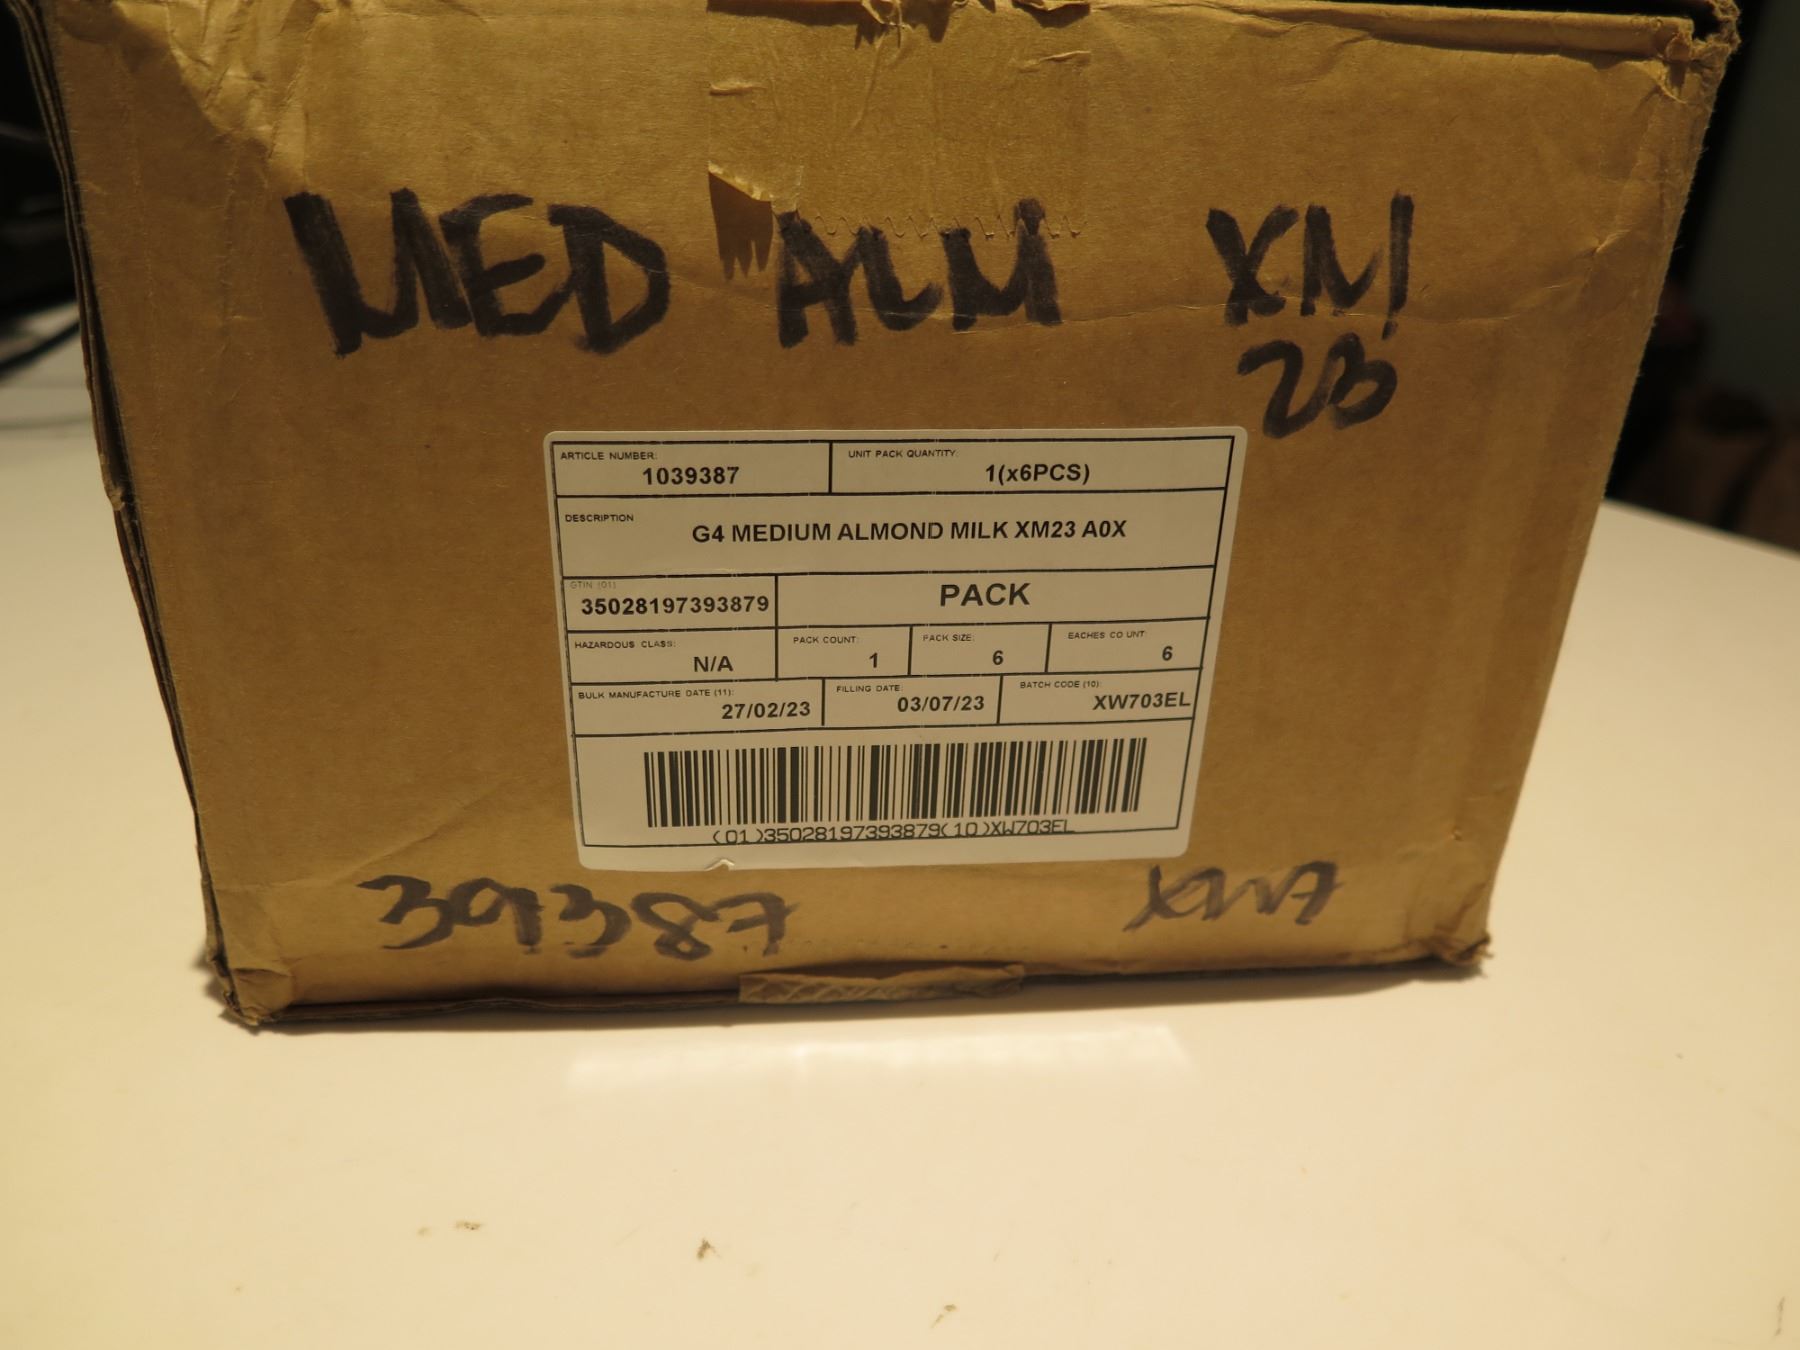 MED ALM XM
23
ARTICLE NUMBER: UNIT PACK QUANTITY:
1039387 1(x6PCS)
DESCRIPTION
G4 MEDIUM ALMOND MILK XM23 A0X
GTIN (01)
35028197393879 PACK
HAZARDOUS CLASS: PACK COUNT: PACK SIZE: EACHES COUNT:
N/A 1 6 6
BULK MANUFACTURE DATE (11): FILLING DATE: BATCH CODE (10):
27/02/23 03/07/23 XW703EL
(01)35028197393879(10)XW703EL
39387